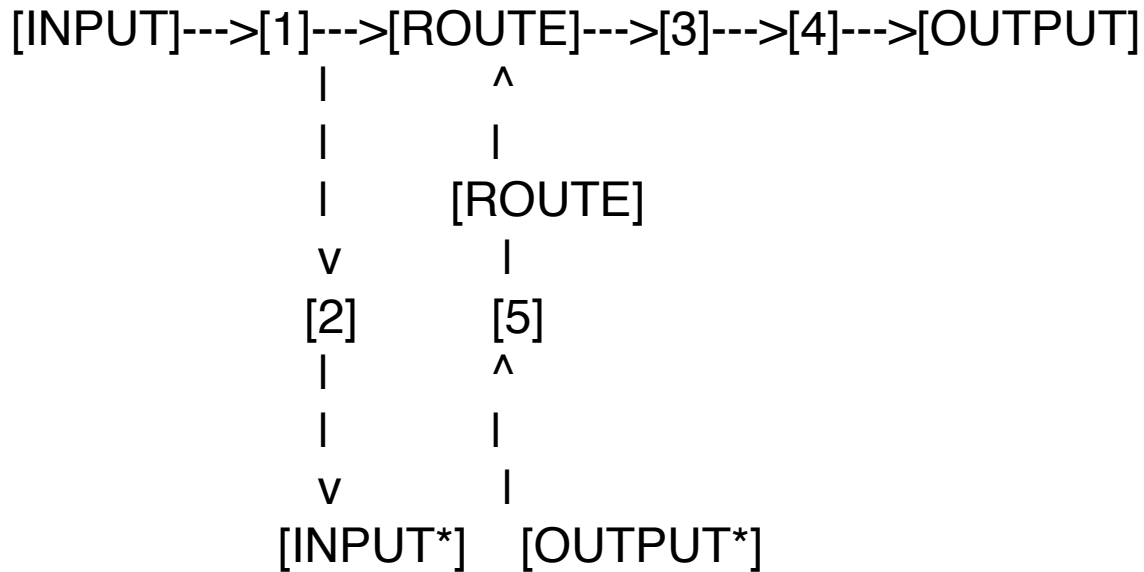 [INPUT]--->[1]--->[ROUTE]--->[3]--->[4]--->[OUTPUT]
| ^
| |
| [ROUTE]
v |
[2] [5]
| ^
| |
v |
[INPUT*] [OUTPUT*]